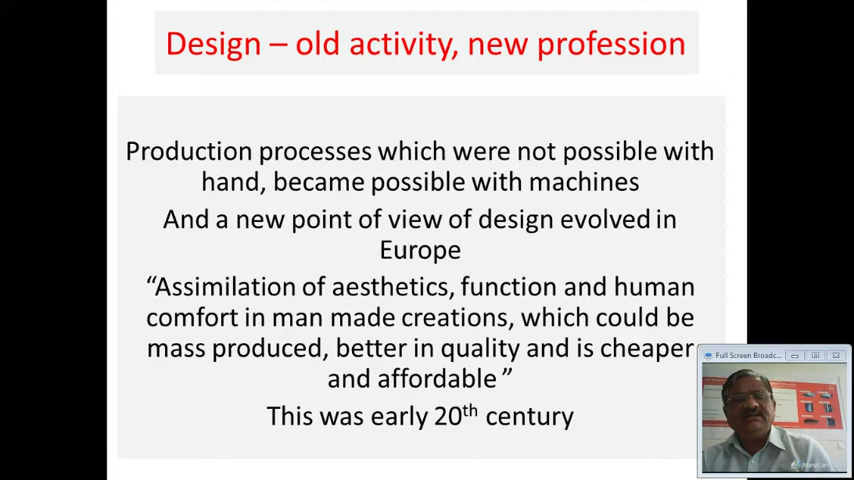 Design – old activity, new profession
Production processes which were not possible with
hand, became possible with machines
And a new point of view of design evolved in
Europe
“Assimilation of aesthetics, function and human
comfort in man made creations, which could be
mass produced, better in quality and is cheaper
and affordable ”
This was early 20th century
Full Screen Broadc...